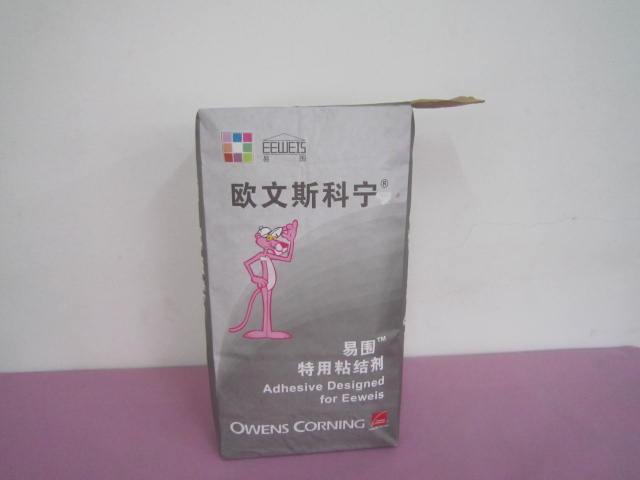 EEWEIS
易 围
欧文斯科宁®
易围™
特用粘结剂
Adhesive Designed
for Eeweis
OWENS CORNING